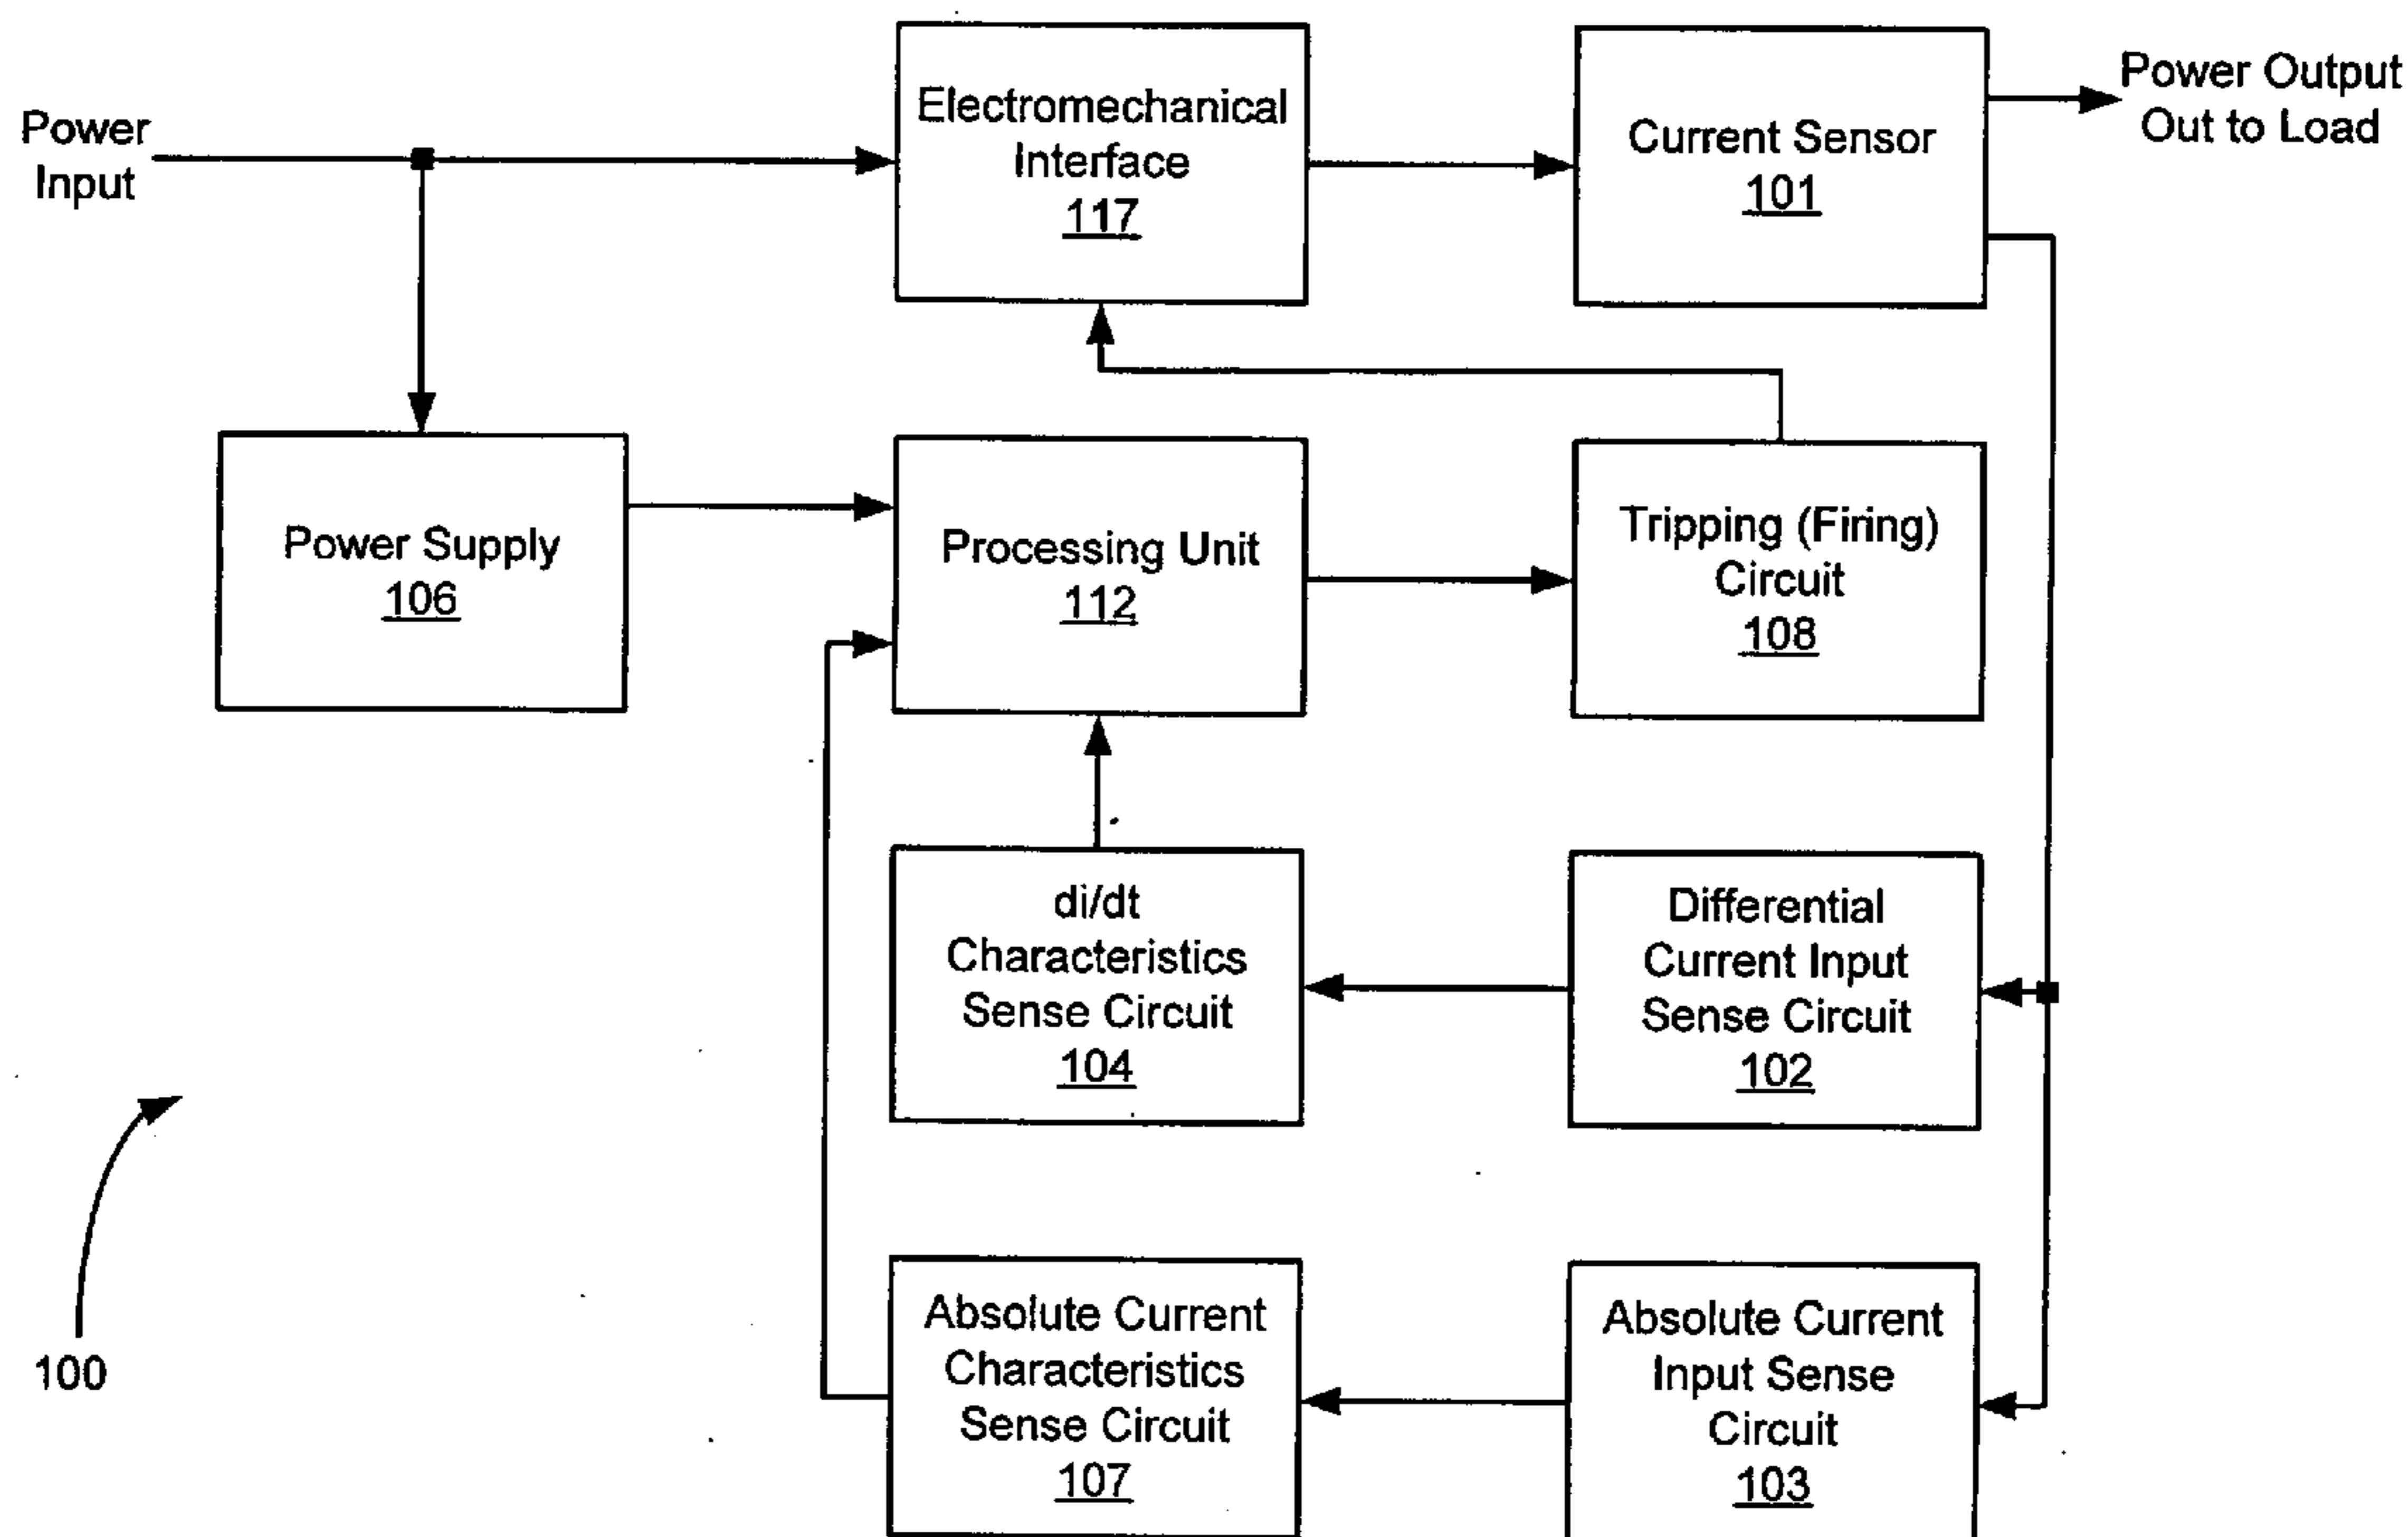 Power
Input
Electromechanical
Interface
117
Current Sensor
101
Power Output
Out to Load
Power Supply
106
Processing Unit
112
Tripping (Firing)
Circuit
108
di/dt
Characteristics
Sense Circuit
104
Differential
Current Input
Sense Circuit
102
100
Absolute Current
Characteristics
Sense Circuit
107
Absolute Current
Input Sense
Circuit
103